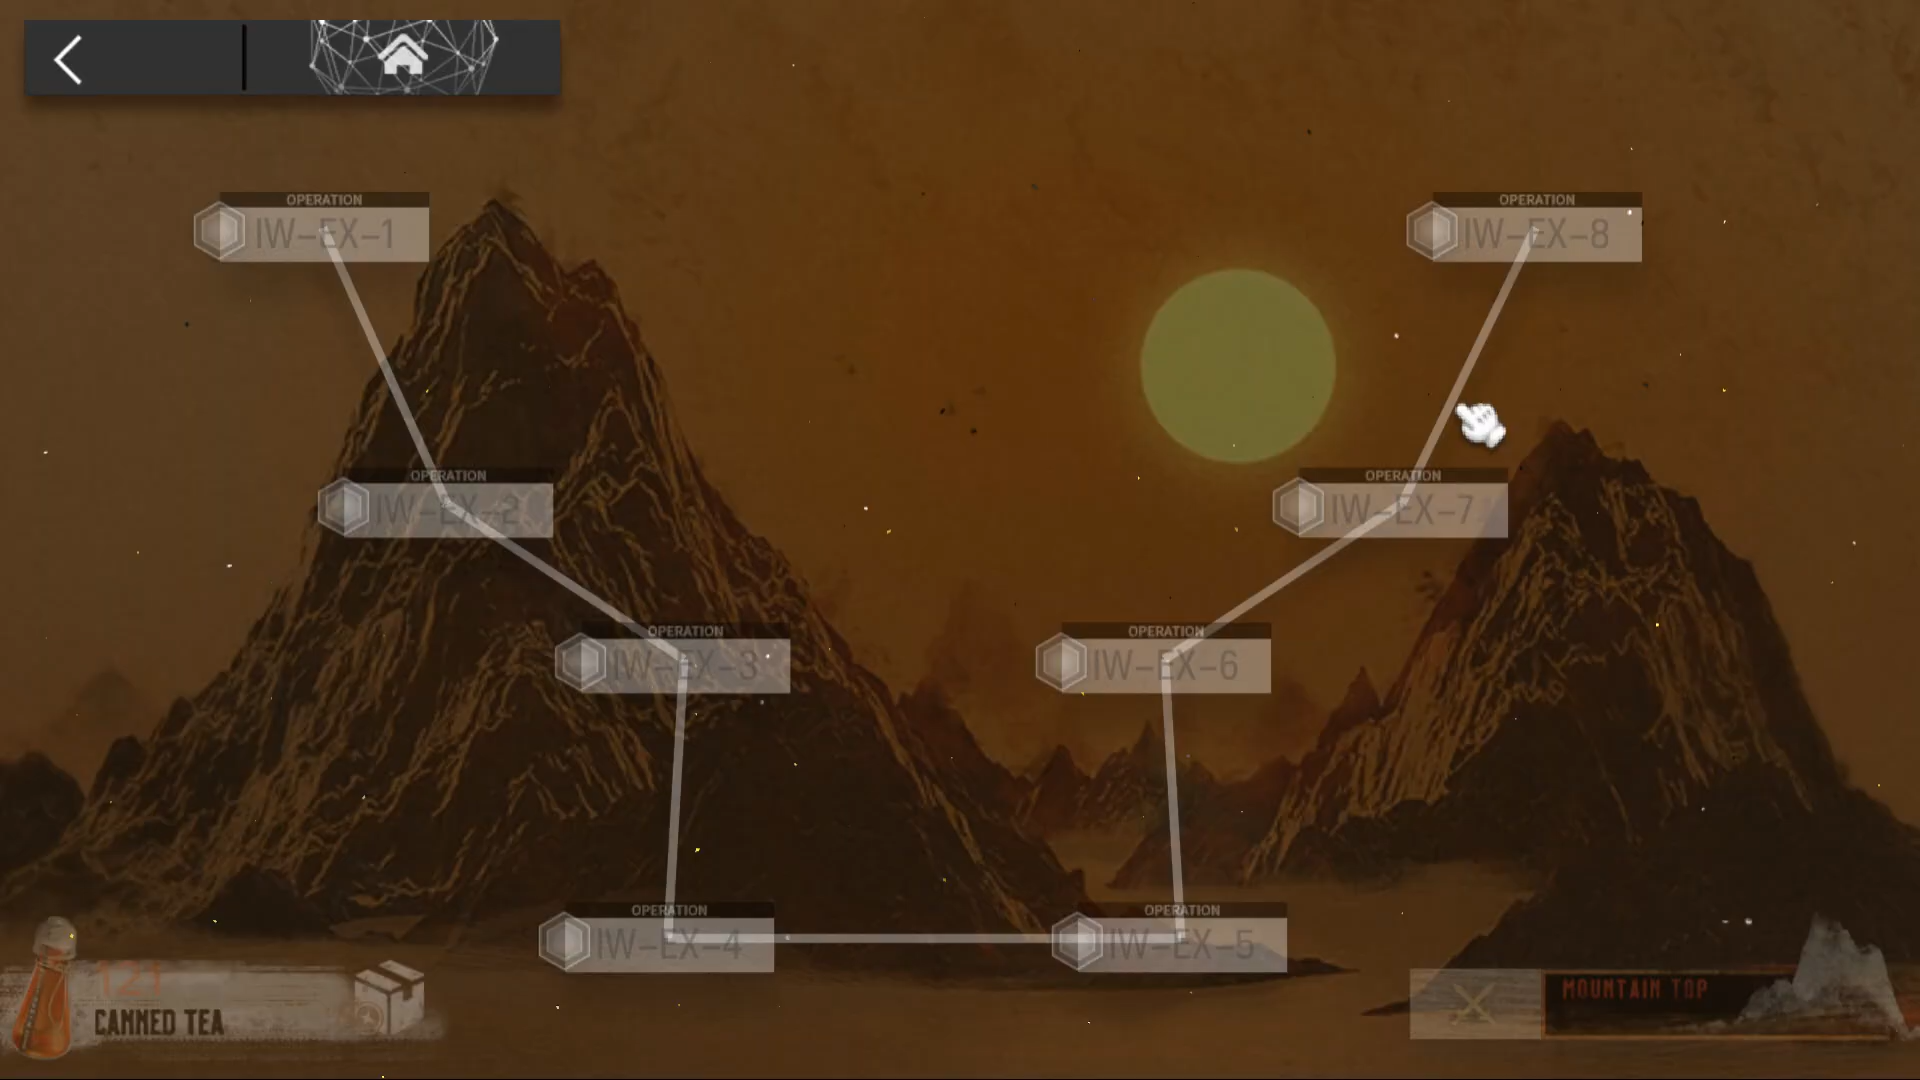 OPERATION
IW-EX-1
OPERATION
IW-EX-8
OPERATION
IW-EX-2
OPERATION
IW-EX-7
OPERATION
IW-EX-3
OPERATION
IW-EX-6
OPERATION
IW-EX-4
OPERATION
IW-EX-5
121
CANNED TEA
MOUNTAIN TOP